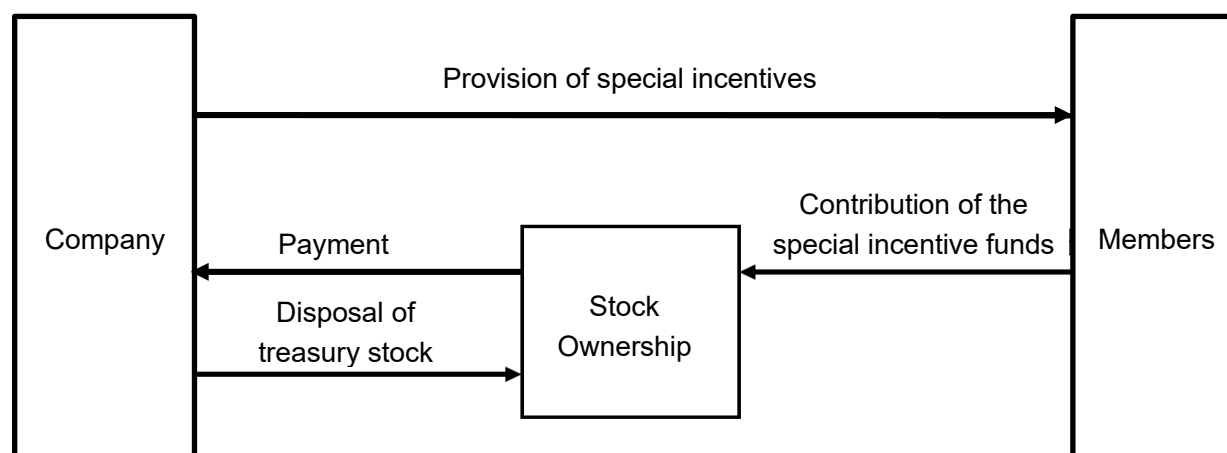 Provision of special incentives
Contribution of the
special incentive funds
Company
Payment
Members
Disposal of
treasury stock
Stock
Ownership